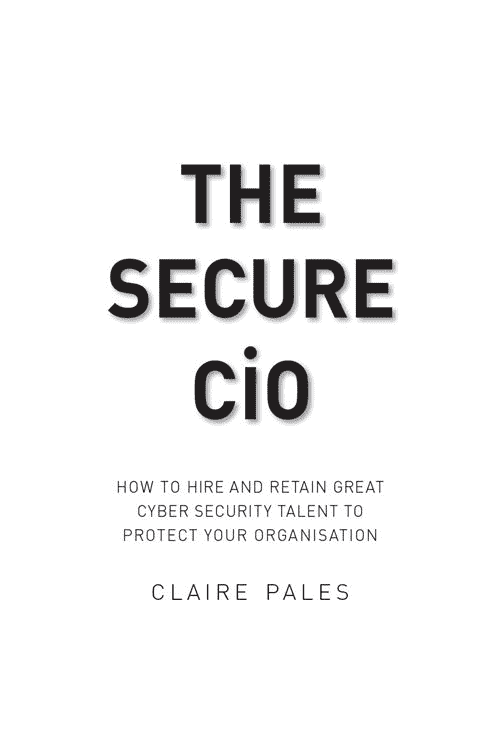 THE
SECURE
CiO
HOW TO HIRE AND RETAIN GREAT
CYBER SECURITY TALENT TO
PROTECT YOUR ORGANISATION
CLAIRE PALES